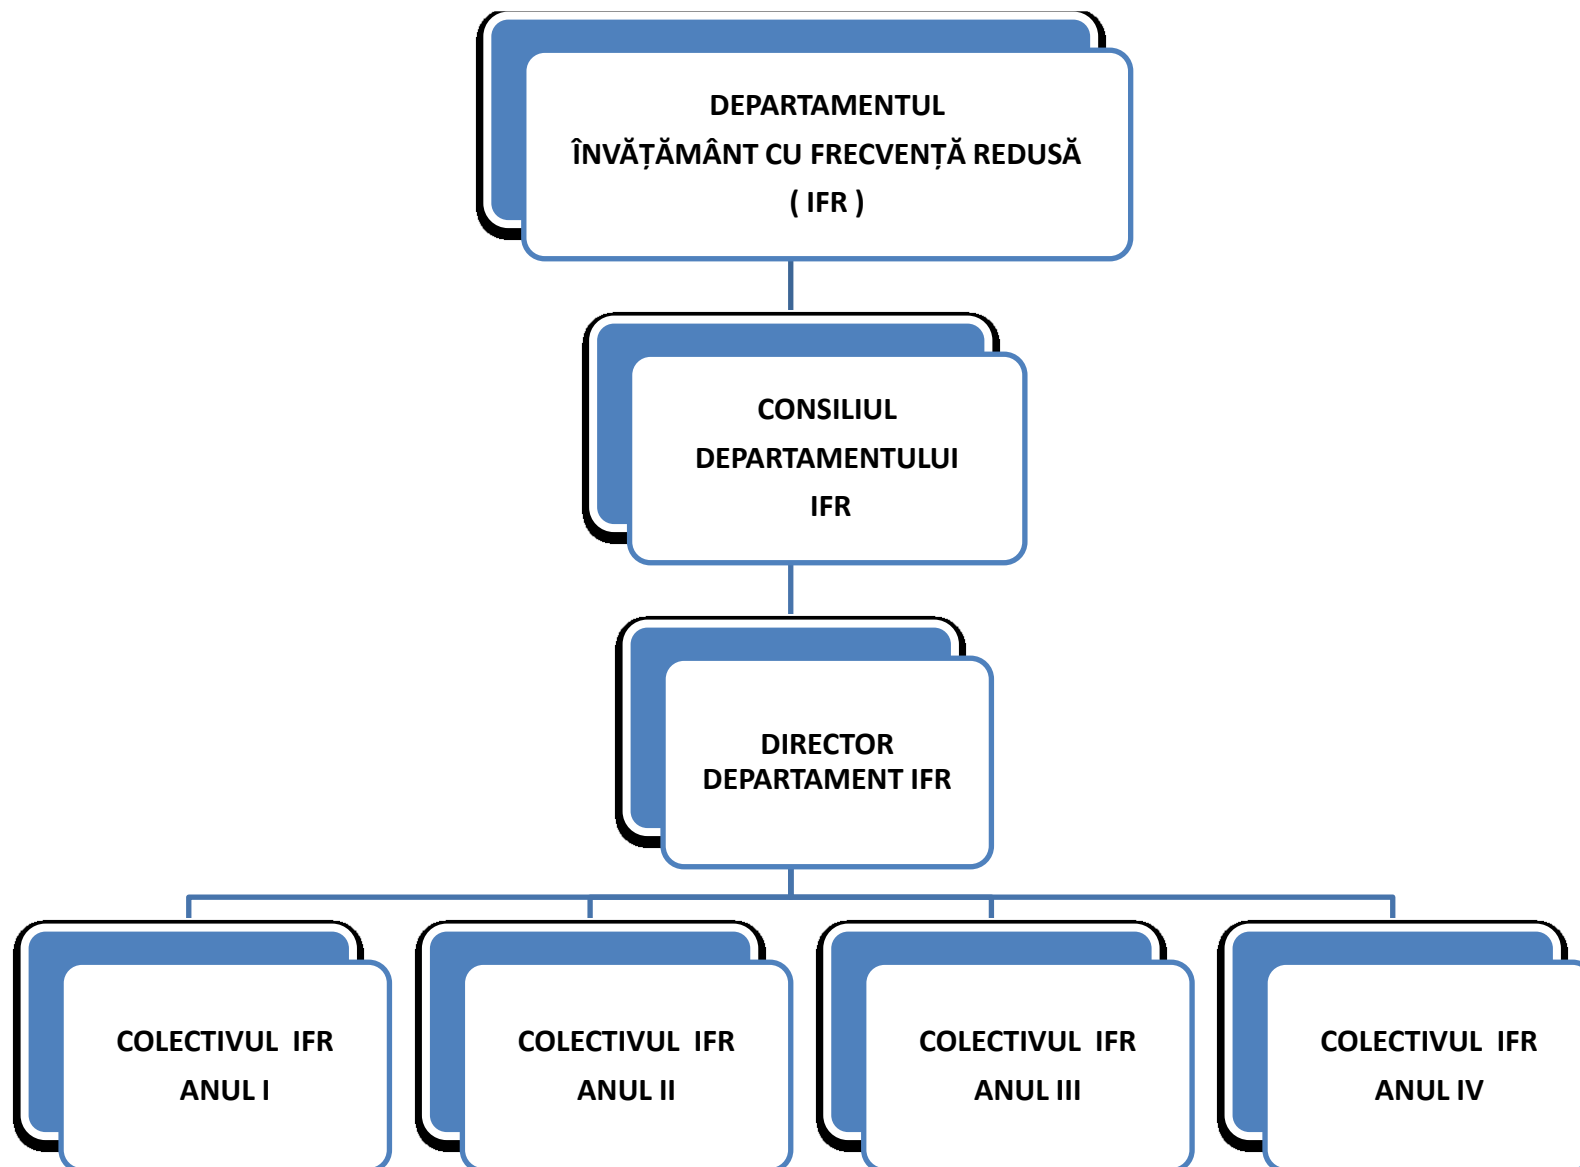 DEPARTAMENTUL
ÎNVĂȚĂMÂNT CU FRECVENȚĂ REDUSĂ
( IFR )
CONSILIUL
DEPARTAMENTULUI
IFR
DIRECTOR
DEPARTAMENT IFR
COLECTIVUL IFR
ANUL I
COLECTIVUL IFR
ANUL II
COLECTIVUL IFR
ANUL III
COLECTIVUL IFR
ANUL IV